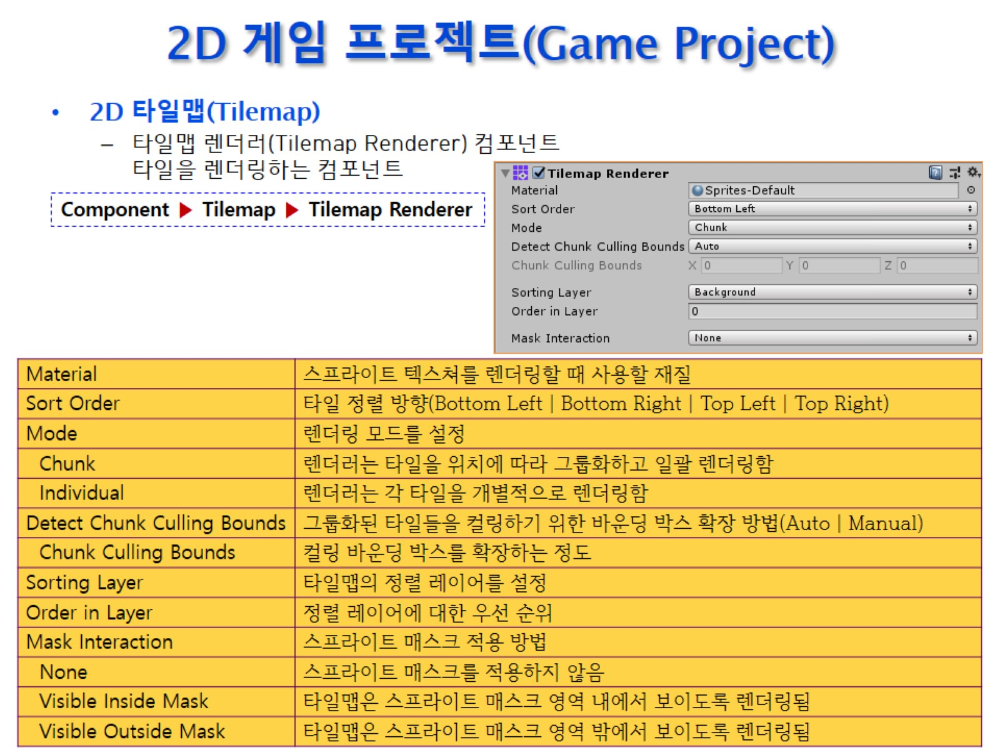 2D 게임 프로젝트(Game Project)
• 2D 타일맵(Tilemap)
– 타일맵 렌더러(Tilemap Renderer) 컴포넌트
타일을 렌더링하는 컴포넌트
Component ▶ Tilemap ▶ Tilemap Renderer
Tilemap Renderer
Material Sprites-Default
Sort Order Bottom Left
Mode Chunk
Detect Chunk Culling Bounds Auto
Chunk Culling Bounds X 0 Y 0 Z 0
Sorting Layer Background
Order in Layer 0
Mask Interaction None
Material 스프라이트 텍스쳐를 렌더링할 때 사용할 재질
Sort Order 타일 정렬 방향(Bottom Left | Bottom Right | Top Left | Top Right)
Mode 렌더링 모드를 설정
Chunk 렌더러는 타일을 위치에 따라 그룹화하고 일괄 렌더링함
Individual 렌더러는 각 타일을 개별적으로 렌더링함
Detect Chunk Culling Bounds 그룹화된 타일들을 컬링하기 위한 바운딩 박스 확장 방법(Auto | Manual)
Chunk Culling Bounds 컬링 바운딩 박스를 확장하는 정도
Sorting Layer 타일맵의 정렬 레이어를 설정
Order in Layer 정렬 레이어에 대한 우선 순위
Mask Interaction 스프라이트 매스크 적용 방법
None 스프라이트 매스크를 적용하지 않음
Visible Inside Mask 타일맵은 스프라이트 매스크 영역 내에서 보이도록 렌더링됨
Visible Outside Mask 타일맵은 스프라이트 매스크 영역 밖에서 보이도록 렌더링됨